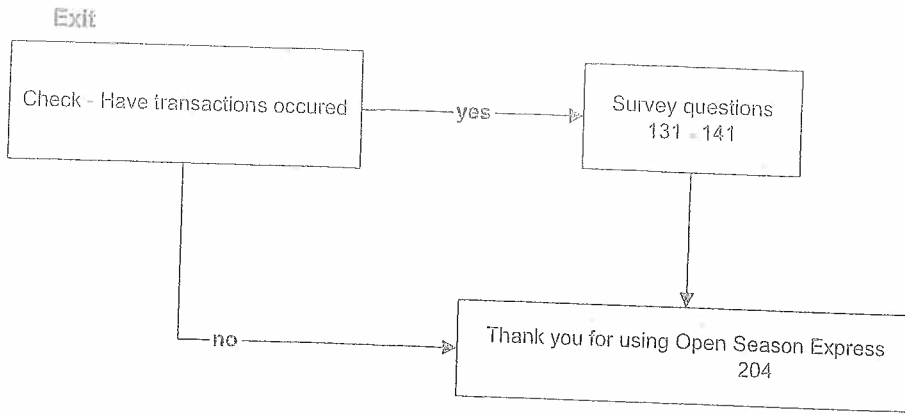 Exit
Check - Have transactions occured
yes
Survey questions
131 - 141
no
Thank you for using Open Season Express
204